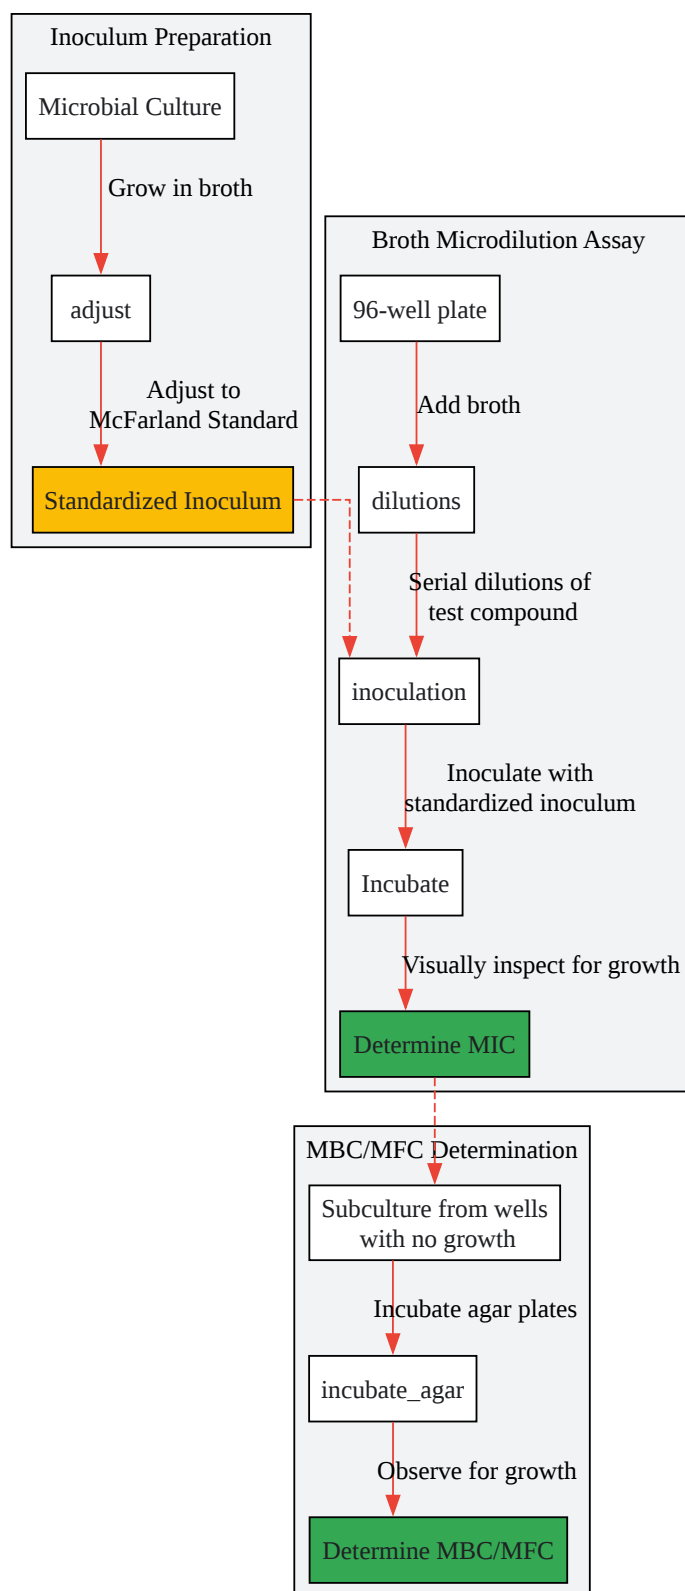 Inoculum Preparation
Microbial Culture
Grow in broth
adjust
Adjust to
McFarland Standard
Standardized Inoculum
Broth Microdilution Assay
96-well plate
Add broth
dilutions
Serial dilutions of
test compound
inoculation
Inoculate with
standardized inoculum
Incubate
Visually inspect for growth
Determine MIC
MBC/MFC Determination
Subculture from wells
with no growth
Incubate agar plates
incubate_agar
Observe for growth
Determine MBC/MFC